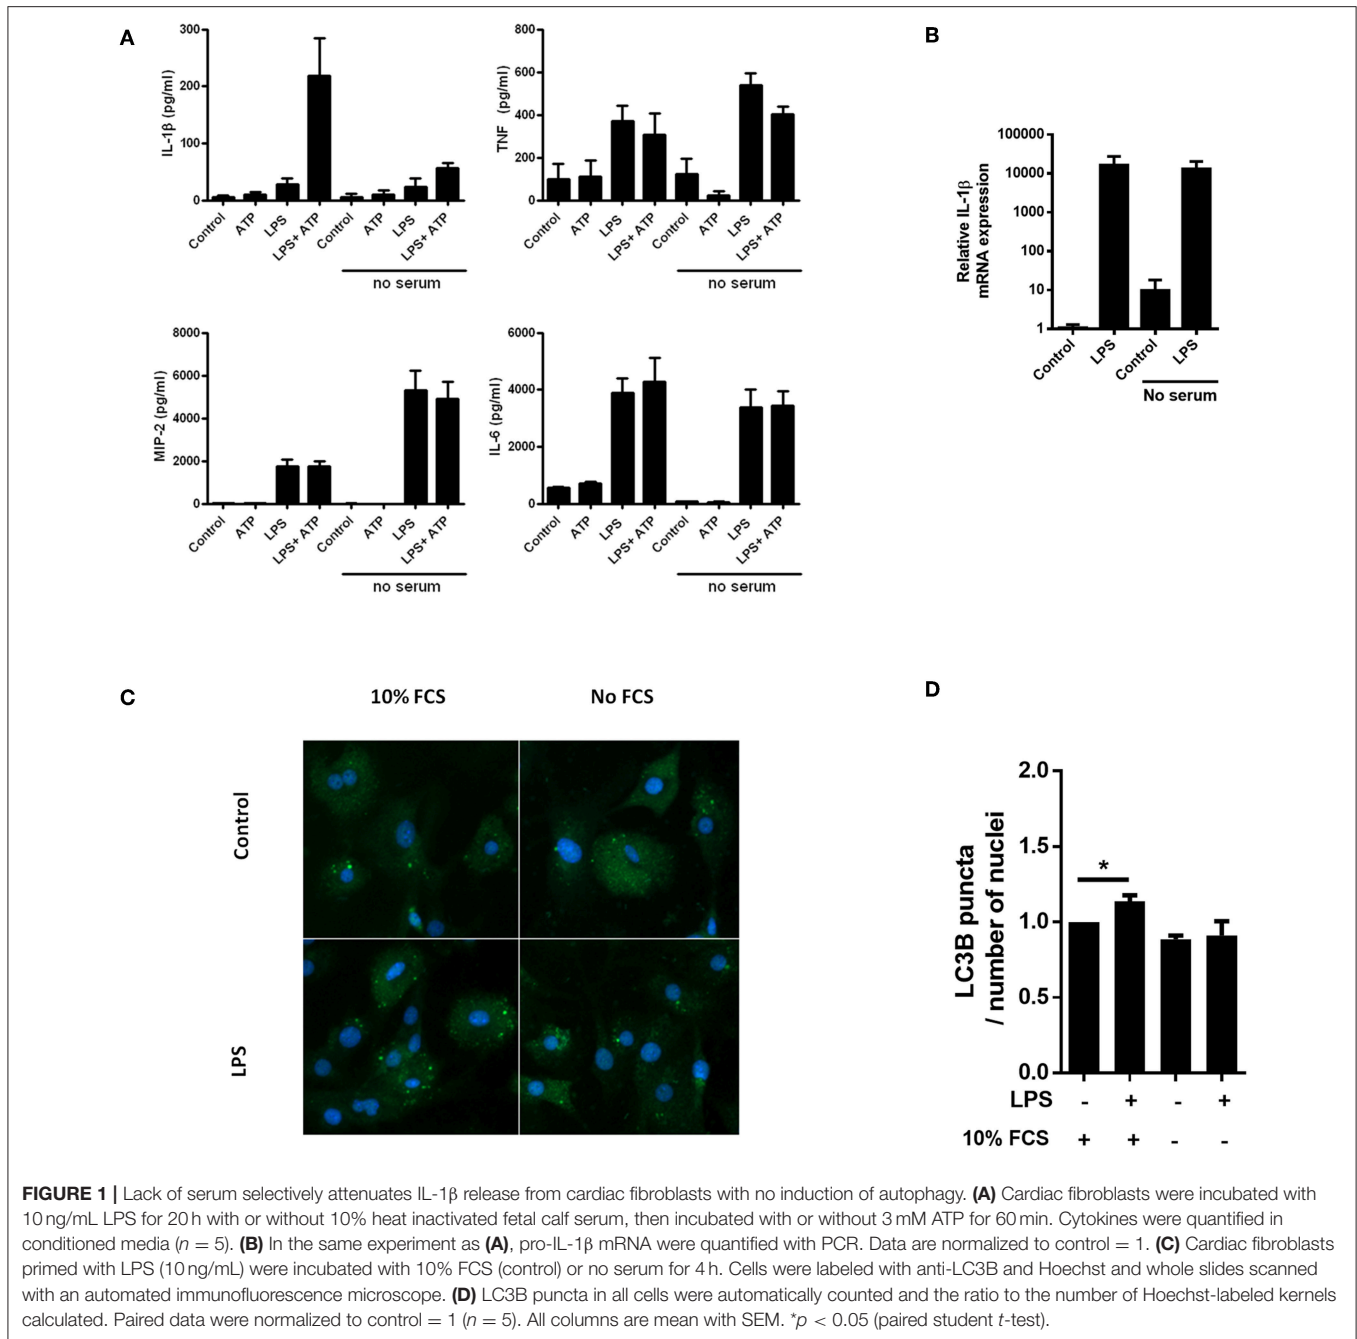 A
300
200
100
0
IL-1β (pg/ml)
Control
ATP
LPS
LPS+ ATP
Control
ATP
LPS
LPS+ ATP
no serum
800
600
400
200
0
TNF (pg/ml)
Control
ATP
LPS
LPS+ ATP
Control
ATP
LPS
LPS+ ATP
no serum
8000
6000
4000
2000
0
MIP-2 (pg/ml)
Control
ATP
LPS
LPS+ ATP
Control
ATP
LPS
LPS+ ATP
no serum
6000
4000
2000
0
IL-6 (pg/ml)
Control
ATP
LPS
LPS+ ATP
Control
ATP
LPS
LPS+ ATP
no serum
B
100000
10000
1000
100
10
1
Relative IL-1β
mRNA expression
Control
LPS
Control
LPS
No serum
C
10% FCS
No FCS
Control
LPS
D
2.0
1.5
1.0
0.5
0.0
LC3B puncta
/ number of nuclei
*
LPS - + - +
10% FCS + + - -
FIGURE 1 | Lack of serum selectively attenuates IL-1β release from cardiac fibroblasts with no induction of autophagy. (A) Cardiac fibroblasts were incubated with
10 ng/mL LPS for 20 h with or without 10% heat inactivated fetal calf serum, then incubated with or without 3 mM ATP for 60 min. Cytokines were quantified in
conditioned media (n = 5). (B) In the same experiment as (A), pro-IL-1β mRNA were quantified with PCR. Data are normalized to control = 1. (C) Cardiac fibroblasts
primed with LPS (10 ng/mL) were incubated with 10% FCS (control) or no serum for 4 h. Cells were labeled with anti-LC3B and Hoechst and whole slides scanned
with an automated immunofluorescence microscope. (D) LC3B puncta in all cells were automatically counted and the ratio to the number of Hoechst-labeled kernels
calculated. Paired data were normalized to control = 1 (n = 5). All columns are mean with SEM. *p < 0.05 (paired student t-test).